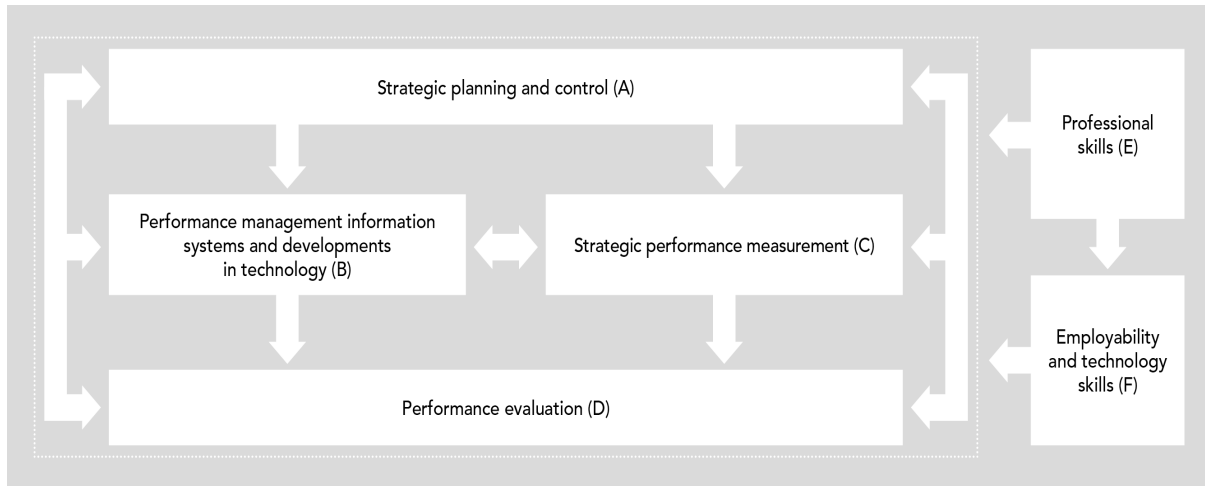 Strategic planning and control (A)
Professional
skills (E)
Performance management information
systems and developments
in technology (B)
Strategic performance measurement (C)
Employability
and technology
skills (F)
Performance evaluation (D)